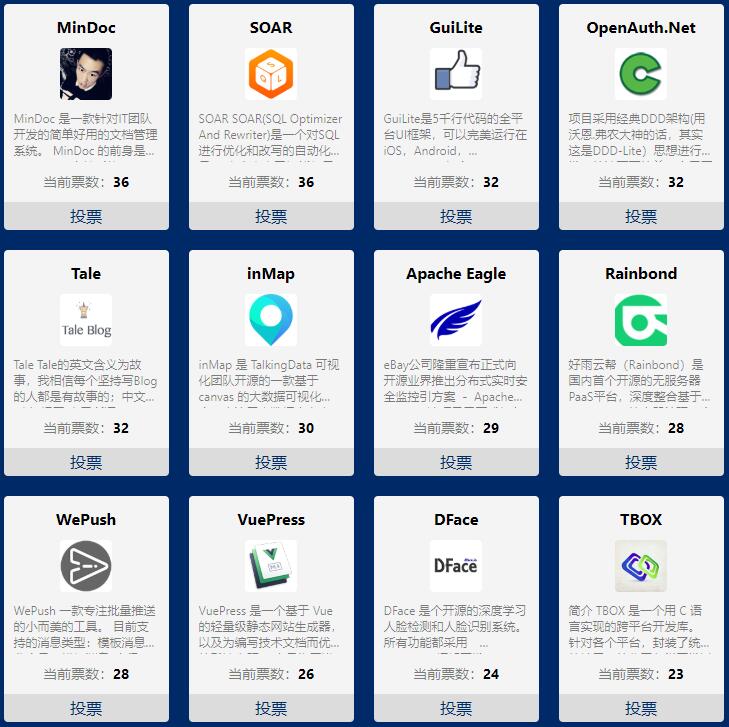 MinDoc
MinDoc 是一款针对IT团队
开发的简单好用的文档管理
系统。 MinDoc 的前身是...
当前票数：36
投票
SOAR
SOAR SOAR(SQL Optimizer
And Rewriter)是一个对SQL
进行优化和改写的自动化...
当前票数：36
投票
GuiLite
GuiLite是5千行代码的全平
台UI框架，可以完美运行在
iOS，Android，...
当前票数：32
投票
OpenAuth.Net
项目采用经典DDD架构(用
沃恩.弗农大神的话，其实
这是DDD-Lite）思想进行...
当前票数：32
投票
Tale
Tale Blog
Tale Tale的英文含义为故
事，我相信每个坚持写Blog
的人都是有故事的；中文...
当前票数：32
投票
inMap
inMap 是 TalkingData 可视
化团队开源的一款基于
canvas 的大数据可视化...
当前票数：30
投票
Apache Eagle
eBay公司隆重宣布正式向
开源业界推出分布式实时安
全监控引方案 - Apache...
当前票数：29
投票
Rainbond
好雨云帮（Rainbond）是
国内首个开源的无服务器
PaaS平台，深度整合基于...
当前票数：28
投票
WePush
WePush 一款专注批量推送
的小而美的工具。 目前支
持的消息类型：模板消息...
当前票数：28
投票
VuePress
VuePress 是一个基于 Vue
的轻量级静态网站生成器，
以及为编写技术文档而优...
当前票数：26
投票
DFace
DFace
DFace 是个开源的深度学习
人脸检测和人脸识别系统。
所有功能都采用 ...
当前票数：24
投票
TBOX
简介 TBOX 是一个用 C 语
言实现的跨平台开发库。
针对各个平台，封装了统...
当前票数：23
投票